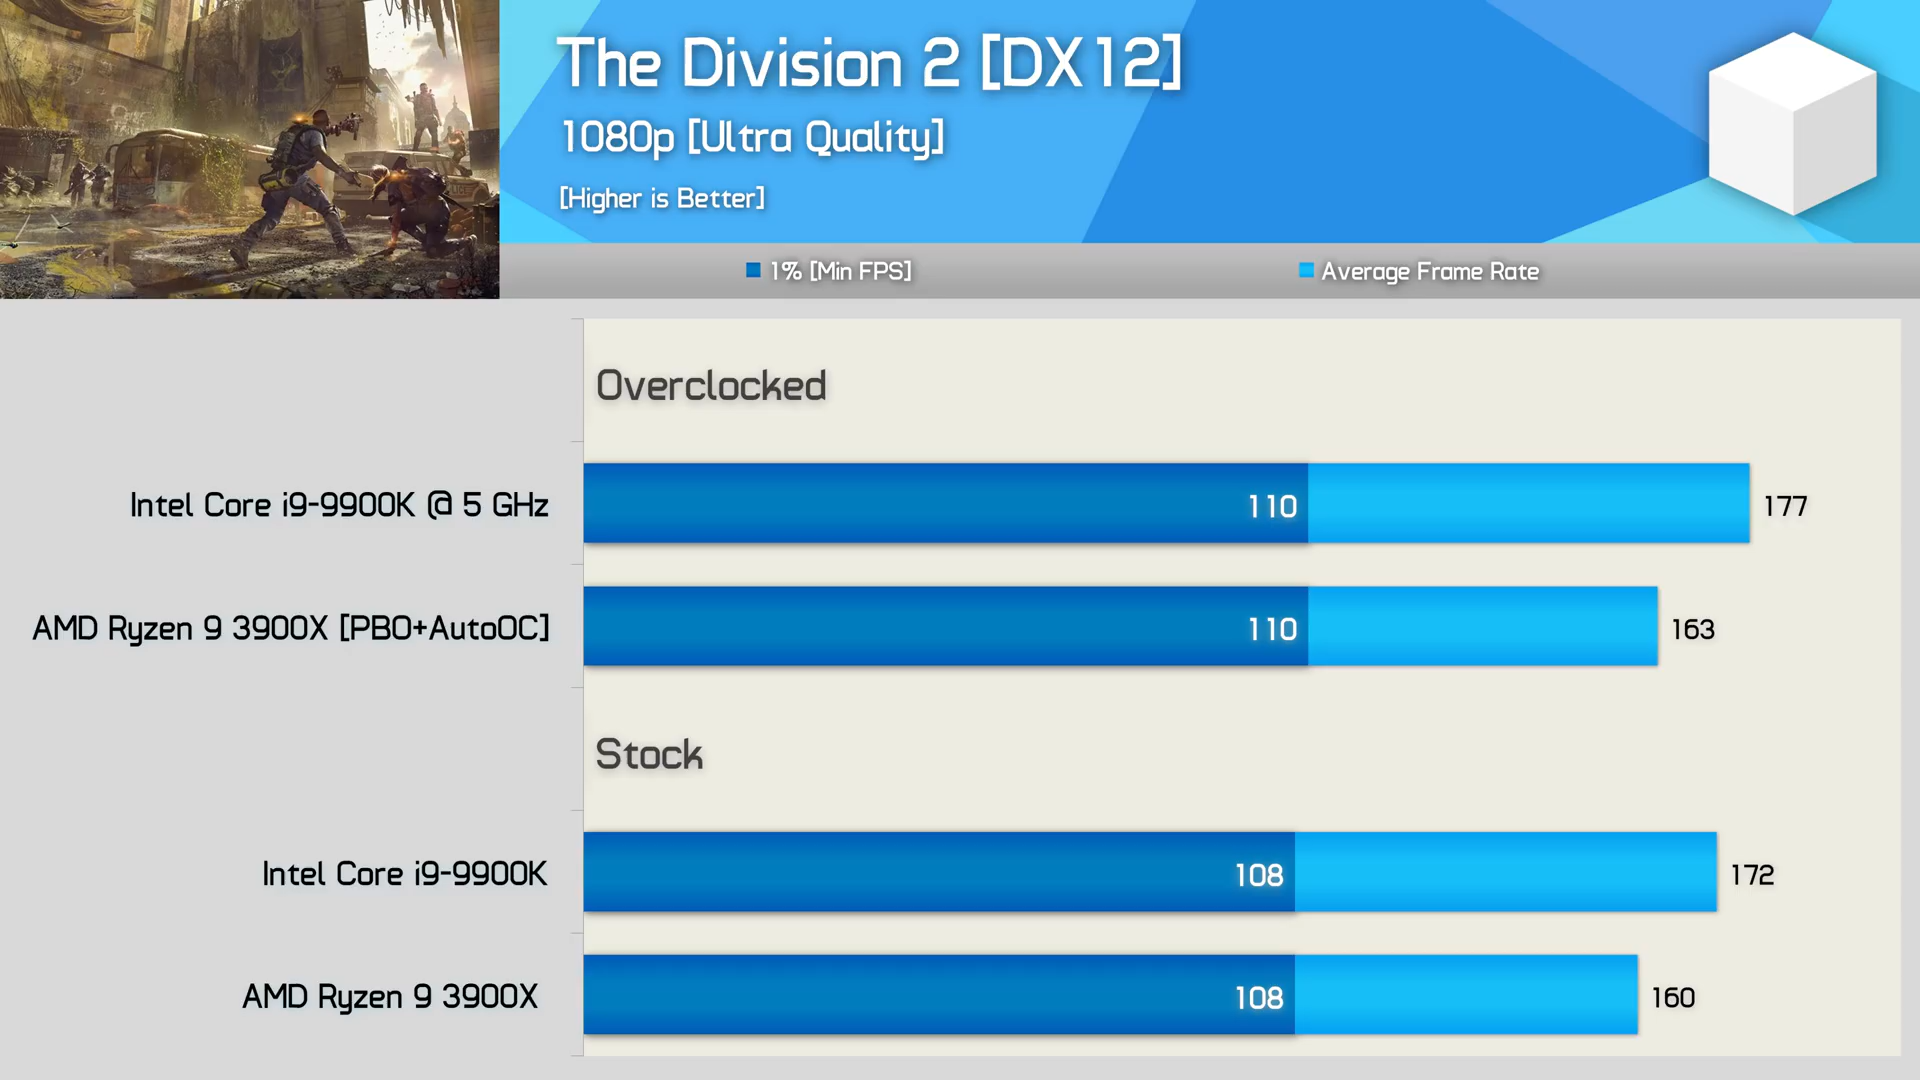 The Division 2 [DX12]
1080p [Ultra Quality]
[Higher is Better]
1% [Min FPS]
Average Frame Rate
Overclocked
Intel Core i9-9900K @ 5 GHz
110
177
AMD Ryzen 9 3900X [PBO+AutoOC]
110
163
Stock
Intel Core i9-9900K
108
172
AMD Ryzen 9 3900X
108
160